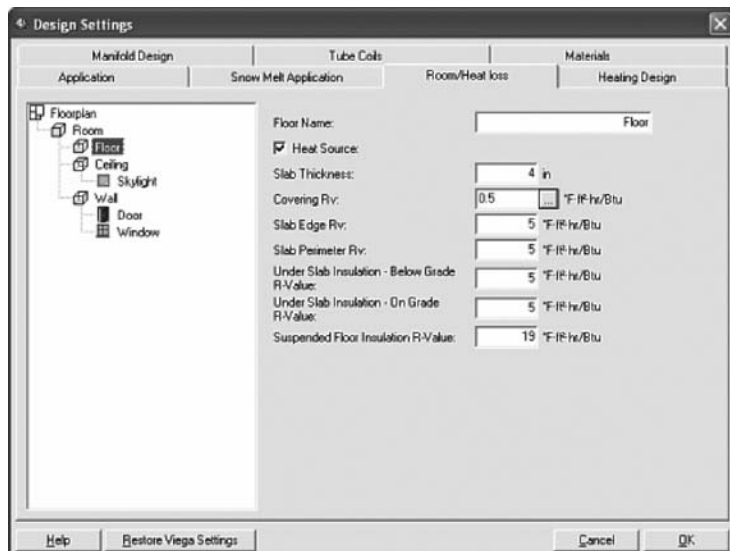 Design Settings
Manifold Design Tube Coils Materials
Application Snow Melt Application Room/Heat loss Heating Design
Floorplan
Room
Floor
Ceiling
Skylight
Wall
Door
Window
Floor Name: Floor
Heat Source:
Slab Thickness: 4 in
Covering Rv: 0.5 ... °F·ft²·hr/Btu
Slab Edge Rv: 5 °F·ft²·hr/Btu
Slab Perimeter Rv: 5 °F·ft²·hr/Btu
Under Slab Insulation - Below Grade
R-Value: 5 °F·ft²·hr/Btu
Under Slab Insulation - On Grade
R-Value: 5 °F·ft²·hr/Btu
Suspended Floor Insulation R-Value: 19 °F·ft²·hr/Btu
Help Restore Viega Settings Cancel OK